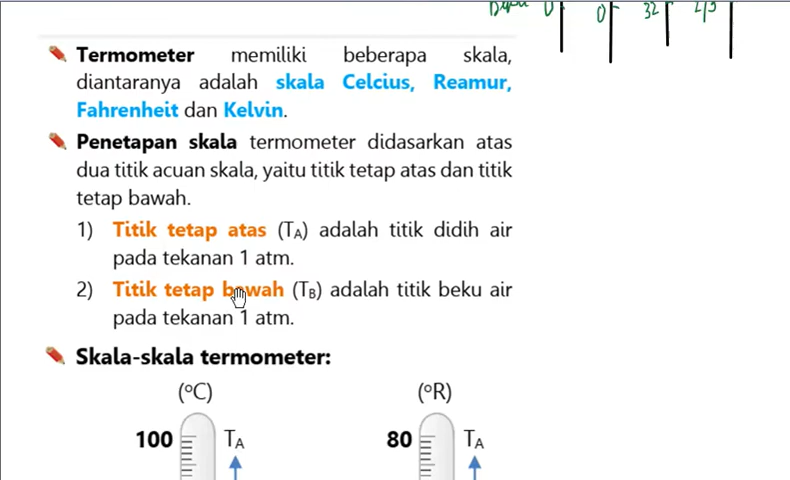 0 0 32
Termometer memiliki beberapa skala,
diantaranya adalah skala Celcius, Reamur,
Fahrenheit dan Kelvin.
Penetapan skala termometer didasarkan atas
dua titik acuan skala, yaitu titik tetap atas dan titik
tetap bawah.
1) Titik tetap atas (TA) adalah titik didih air
pada tekanan 1 atm.
2) Titik tetap bawah (TB) adalah titik beku air
pada tekanan 1 atm.
Skala-skala termometer:
(°C) (°R)
100 TA 80 TA